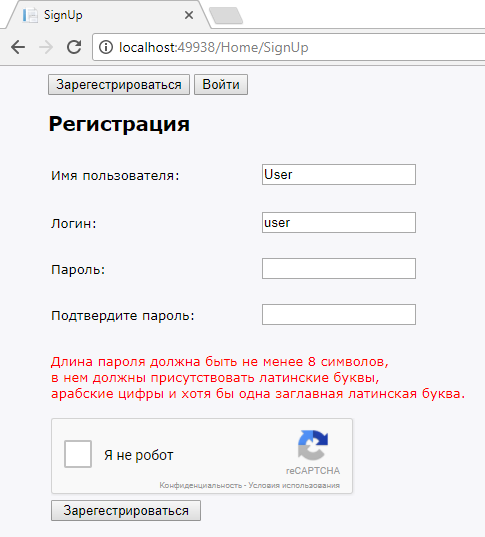 SignUp
localhost:49938/Home/SignUp
Зарегестрироваться Войти
Регистрация
Имя пользователя: User
Логин: user
Пароль:
Подтвердите пароль:
Длина пароля должна быть не менее 8 символов,
в нем должны присутствовать латинские буквы,
арабские цифры и хотя бы одна заглавная латинская буква.
Я не робот
reCAPTCHA
Конфиденциальность - Условия использования
Зарегестрироваться